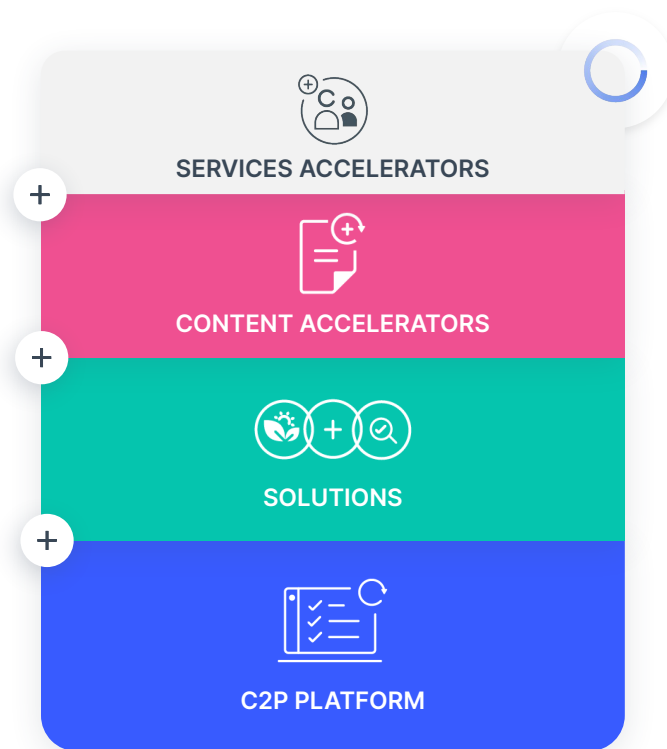 SERVICES ACCELERATORS
CONTENT ACCELERATORS
SOLUTIONS
C2P PLATFORM